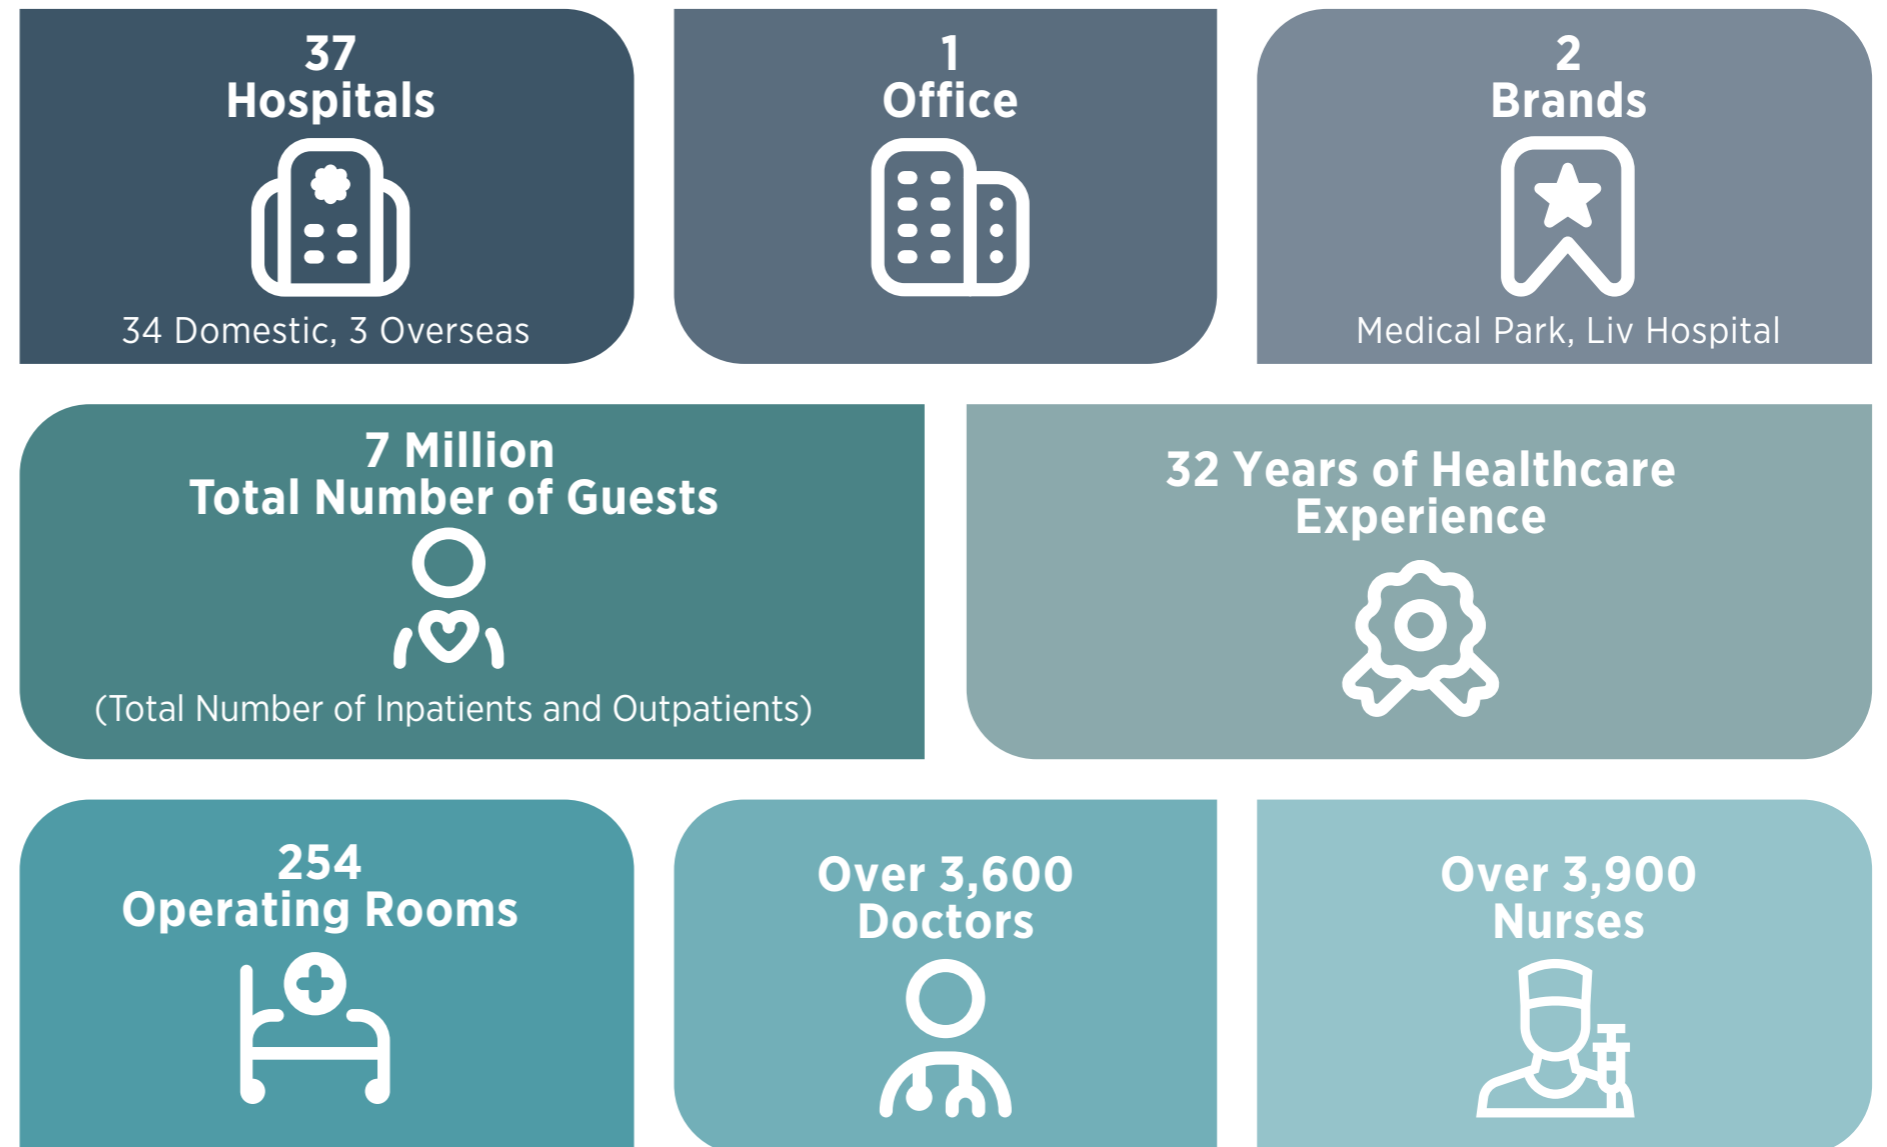 37
Hospitals
34 Domestic, 3 Overseas
1
Office
2
Brands
Medical Park, Liv Hospital
7 Million
Total Number of Guests
(Total Number of Inpatients and Outpatients)
32 Years of Healthcare
Experience
254
Operating Rooms
Over 3,600
Doctors
Over 3,900
Nurses